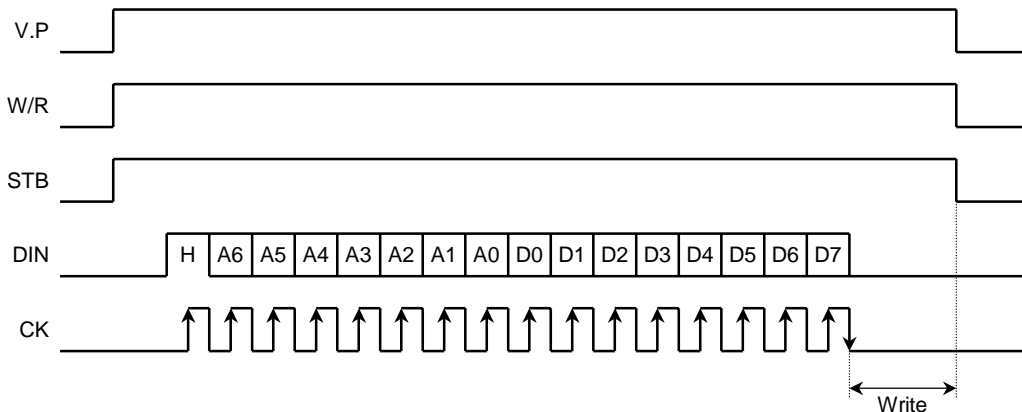 V.P
W/R
STB
DIN H A6 A5 A4 A3 A2 A1 A0 D0 D1 D2 D3 D4 D5 D6 D7
CK
Write